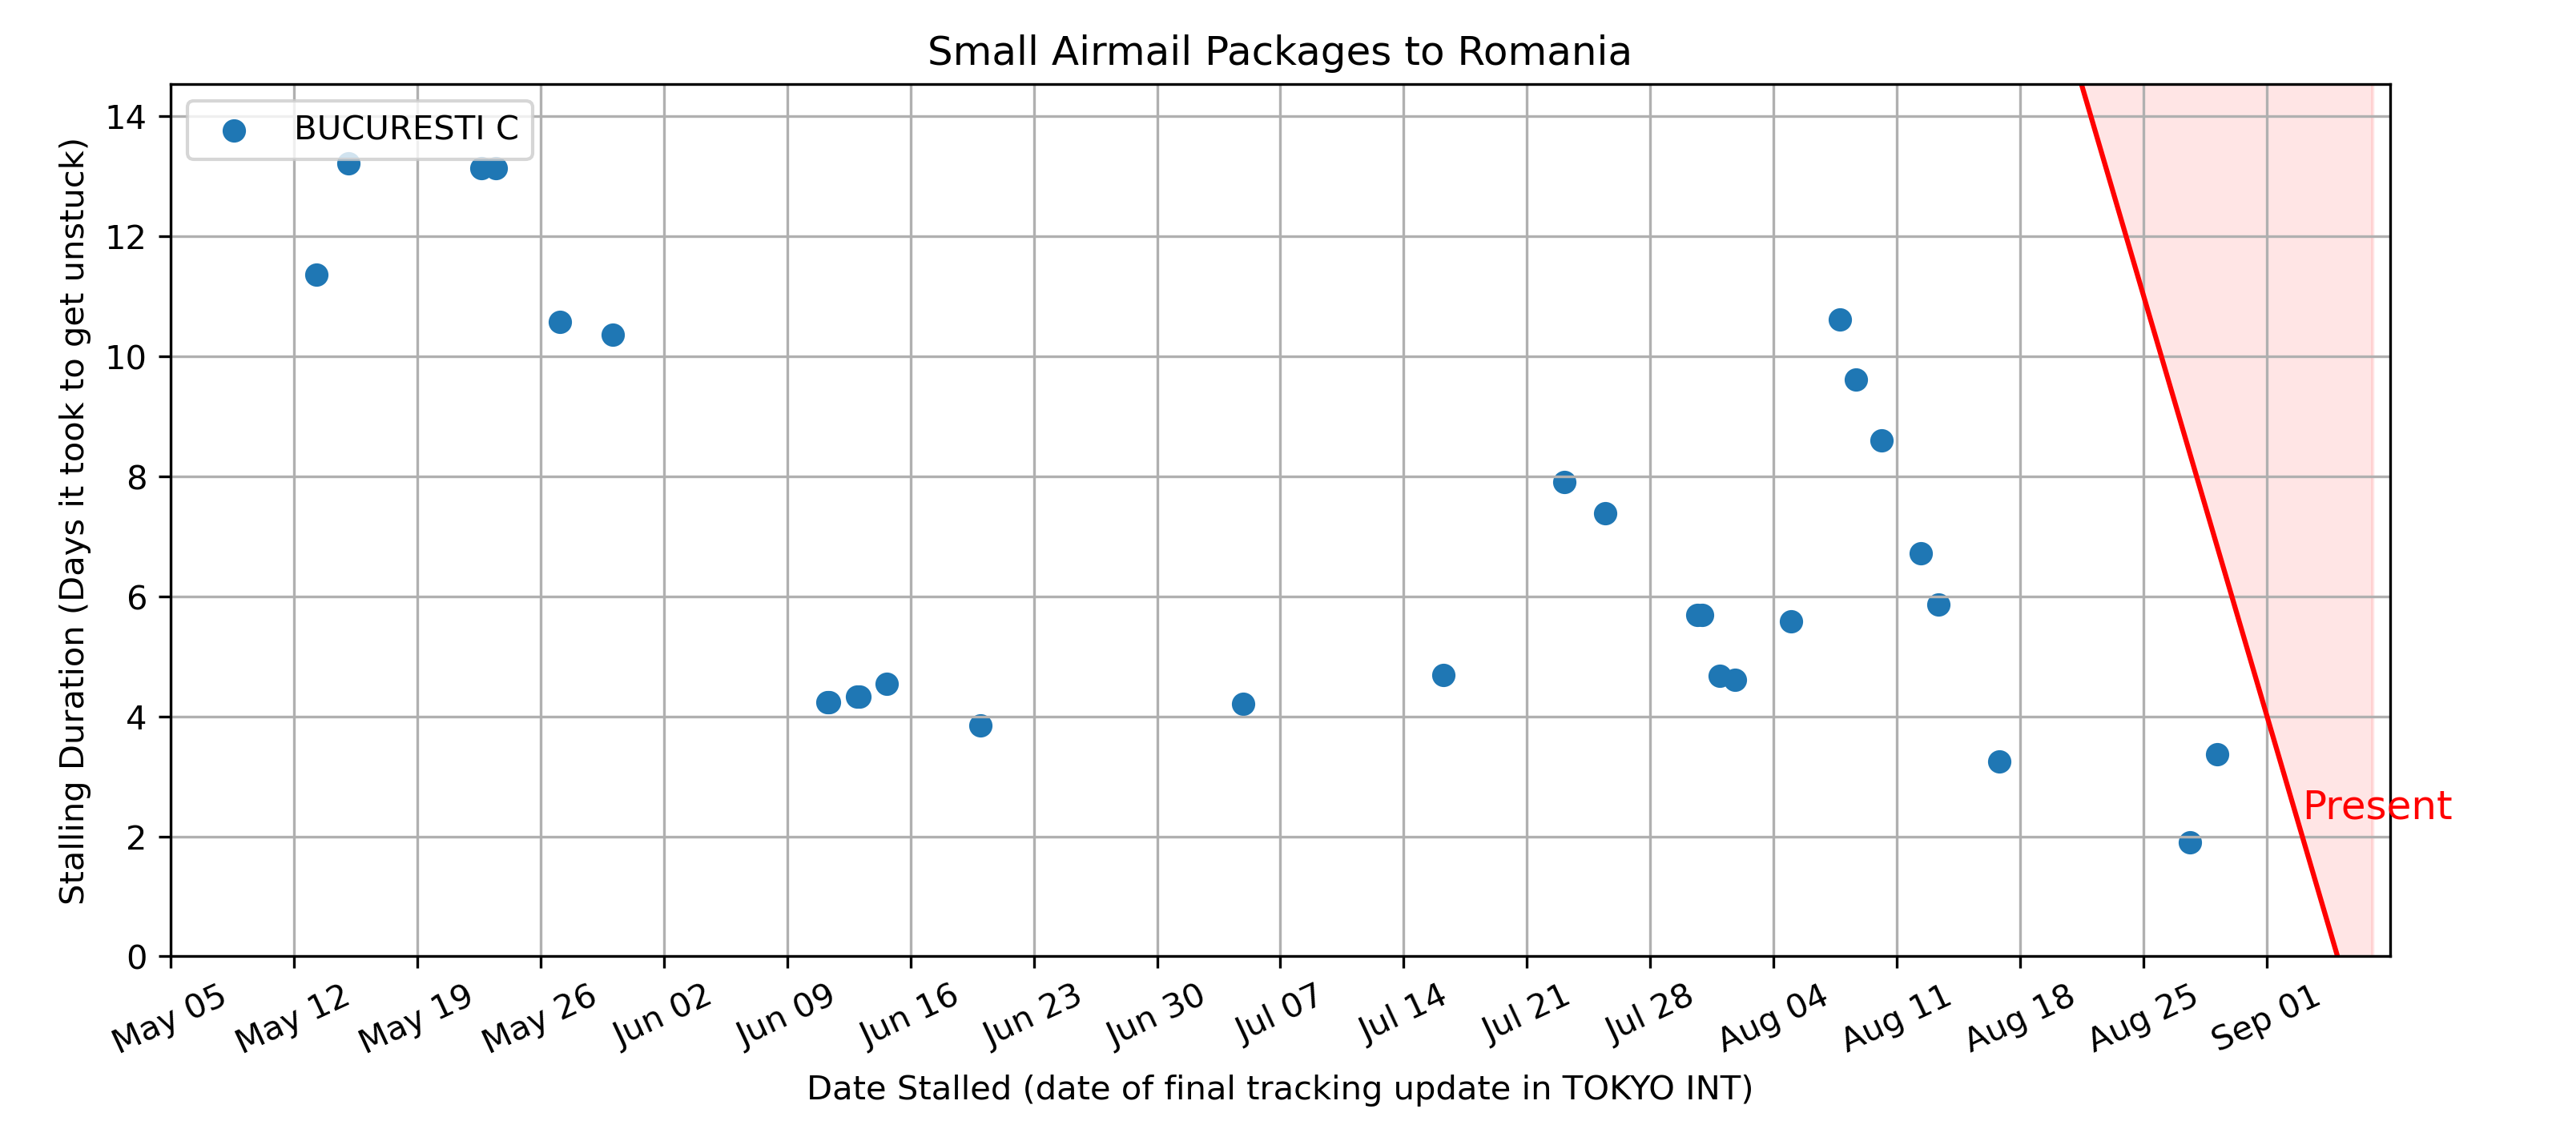 Small Airmail Packages to Romania
BUCURESTI C
Stalling Duration (Days it took to get unstuck)
14
12
10
8
6
4
2
0
Present
May 05
May 12
May 19
May 26
Jun 02
Jun 09
Jun 16
Jun 23
Jun 30
Jul 07
Jul 14
Jul 21
Jul 28
Aug 04
Aug 11
Aug 18
Aug 25
Sep 01
Date Stalled (date of final tracking update in TOKYO INT)